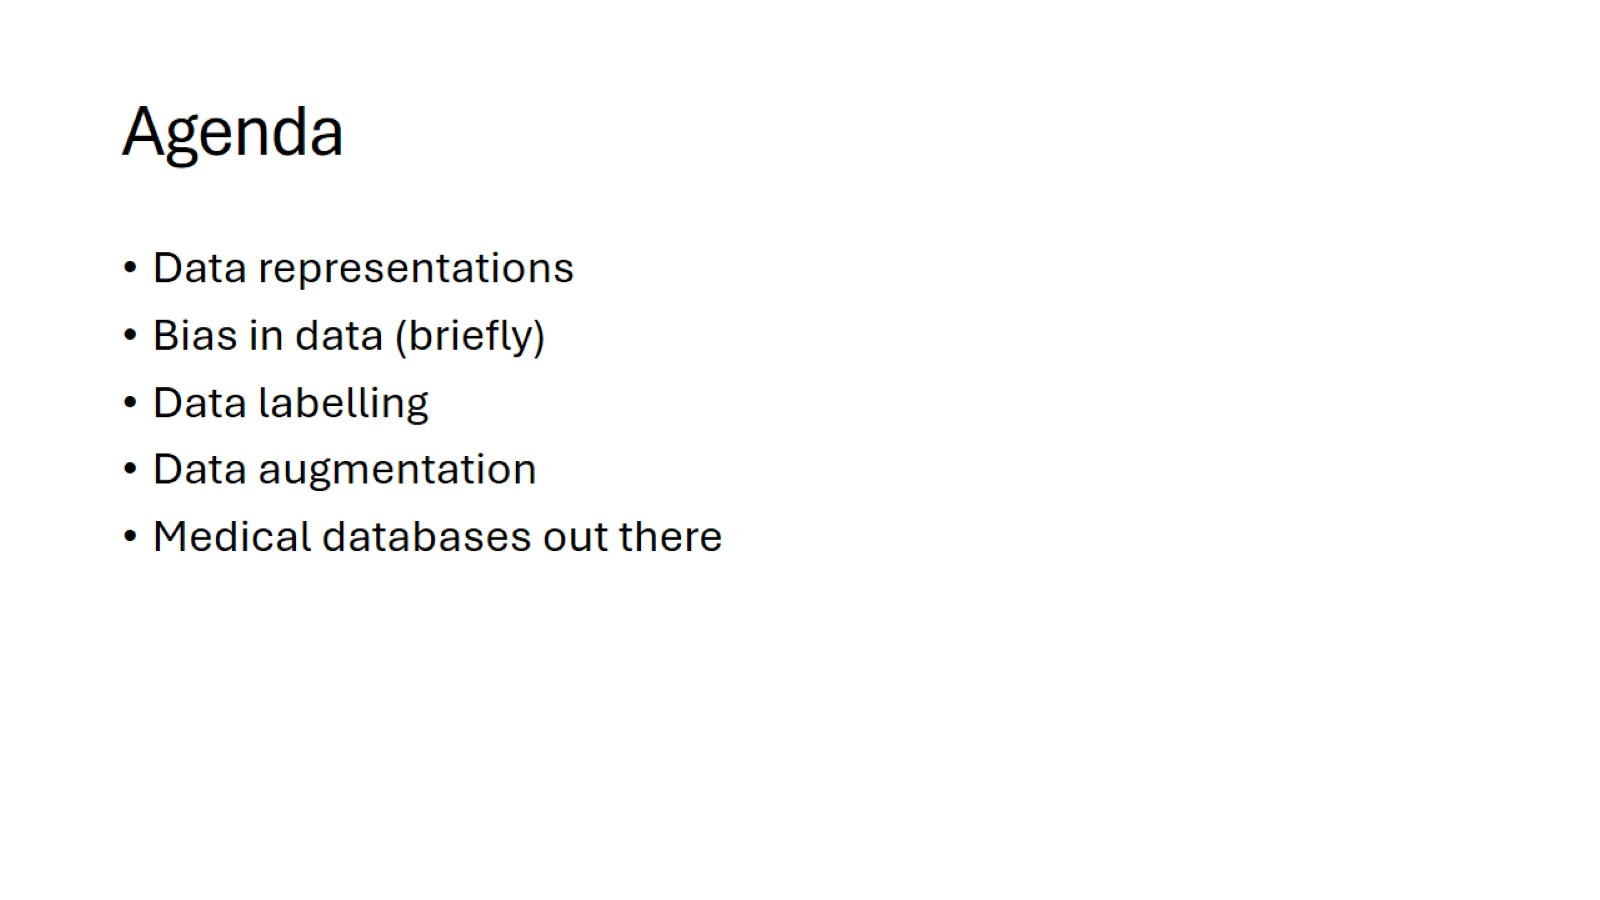 Agenda
• Data representations
• Bias in data (briefly)
• Data labelling
• Data augmentation
• Medical databases out there